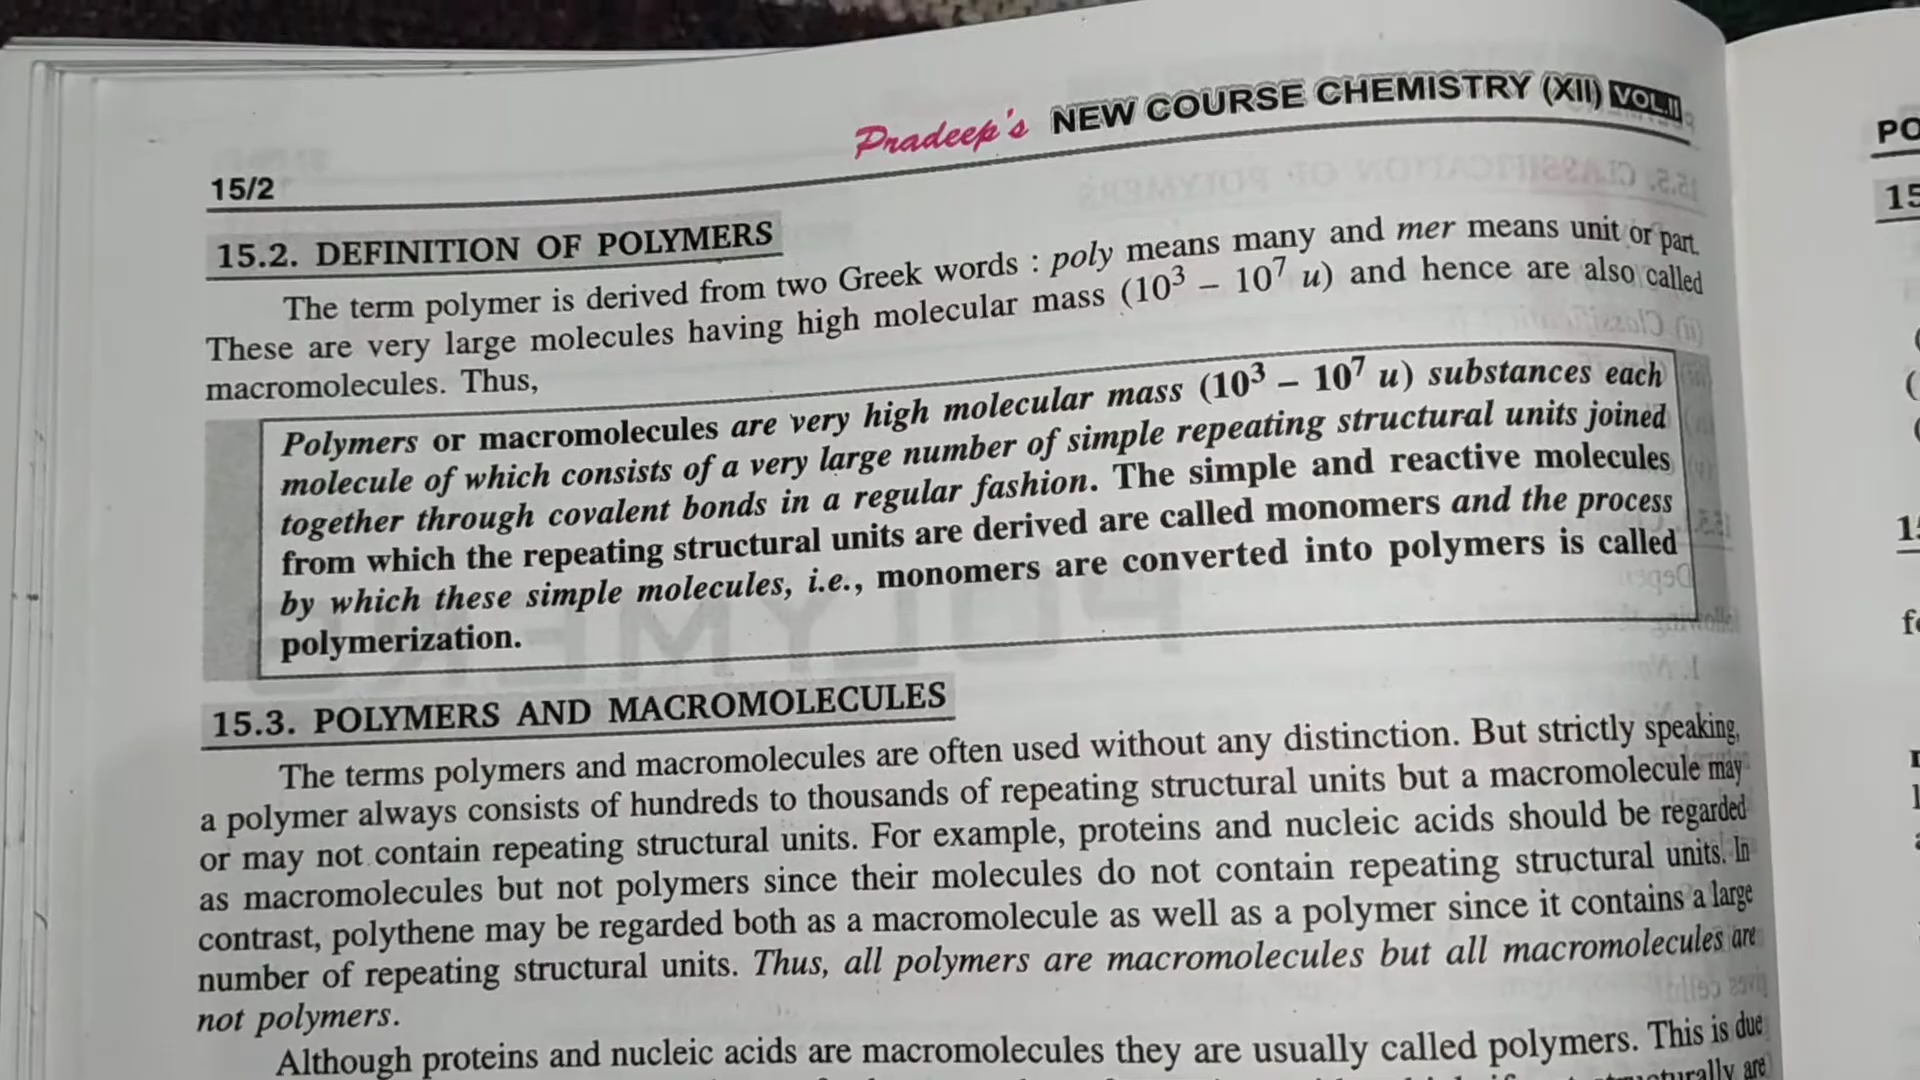 Pradeep's NEW COURSE CHEMISTRY (XII) VOL.II
15/2
15.2. DEFINITION OF POLYMERS
The term polymer is derived from two Greek words : poly means many and mer means unit or part.
These are very large molecules having high molecular mass (10³ – 10⁷ u) and hence are also called
macromolecules. Thus,
Polymers or macromolecules are very high molecular mass (10³ – 10⁷ u) substances each
molecule of which consists of a very large number of simple repeating structural units joined
together through covalent bonds in a regular fashion. The simple and reactive molecules
from which the repeating structural units are derived are called monomers and the process
by which these simple molecules, i.e., monomers are converted into polymers is called
polymerization.
15.3. POLYMERS AND MACROMOLECULES
The terms polymers and macromolecules are often used without any distinction. But strictly speaking,
a polymer always consists of hundreds to thousands of repeating structural units but a macromolecule may
or may not contain repeating structural units. For example, proteins and nucleic acids should be regarded
as macromolecules but not polymers since their molecules do not contain repeating structural units. In
contrast, polythene may be regarded both as a macromolecule as well as a polymer since it contains a large
number of repeating structural units. Thus, all polymers are macromolecules but all macromolecules are
not polymers.
Although proteins and nucleic acids are macromolecules they are usually called polymers. This is due
are
PO
15